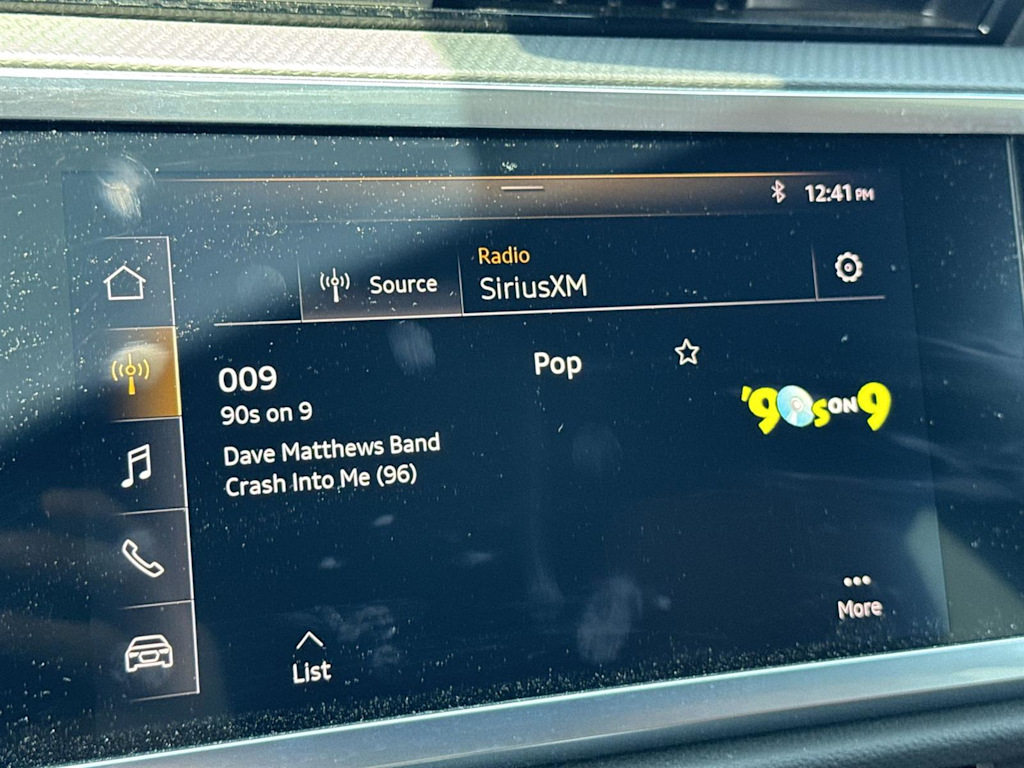 12:41 PM
Source
Radio
SiriusXM
009
Pop
90s on 9
'90s ON 9
Dave Matthews Band
Crash Into Me (96)
More
List